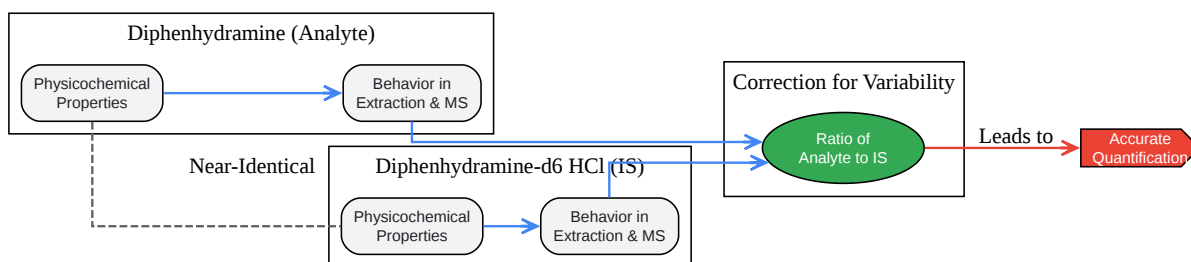 Diphenhydramine (Analyte)
Physicochemical
Properties
Behavior in
Extraction & MS
Near-Identical
Diphenhydramine-d6 HCl (IS)
Physicochemical
Properties
Behavior in
Extraction & MS
Correction for Variability
Ratio of
Analyte to IS
Leads to
Accurate
Quantification